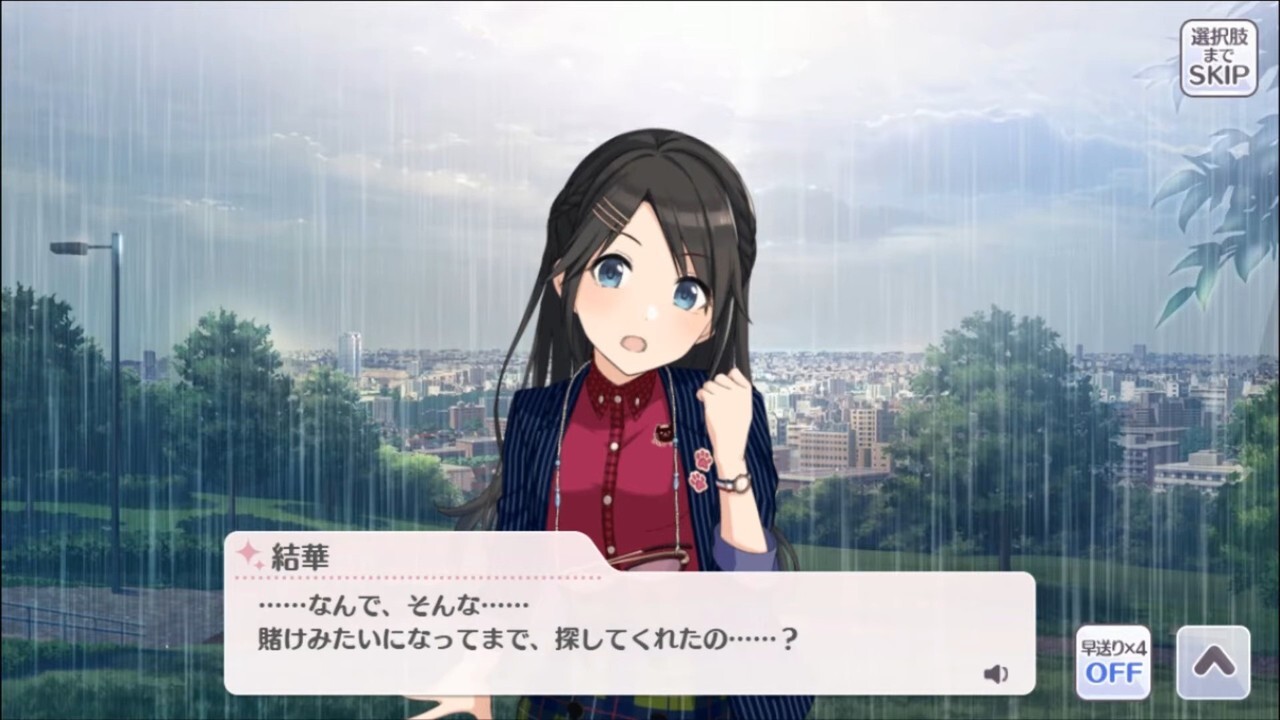 選択肢
まで
SKIP
結華
……なんで、そんな……
賭けみたいになってまで、探してくれたの……？
早送り×4
OFF